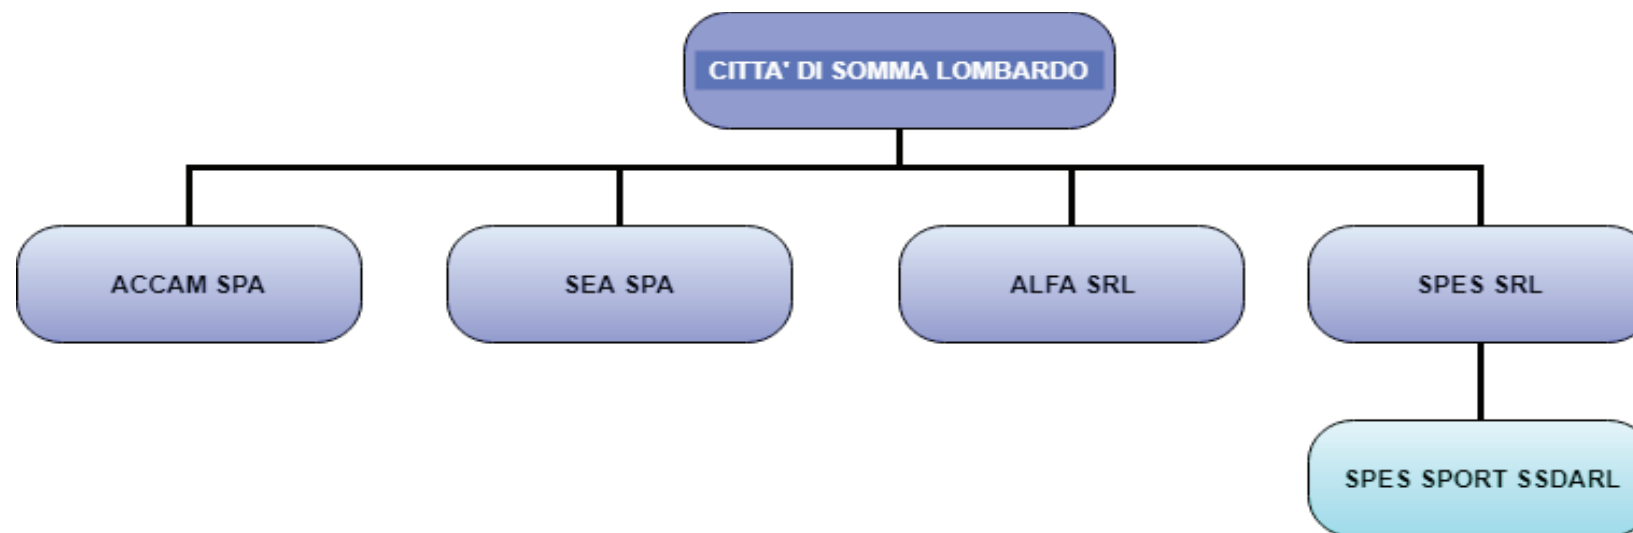 CITTA' DI SOMMA LOMBARDO
ACCAM SPA
SEA SPA
ALFA SRL
SPES SRL
SPES SPORT SSDARL